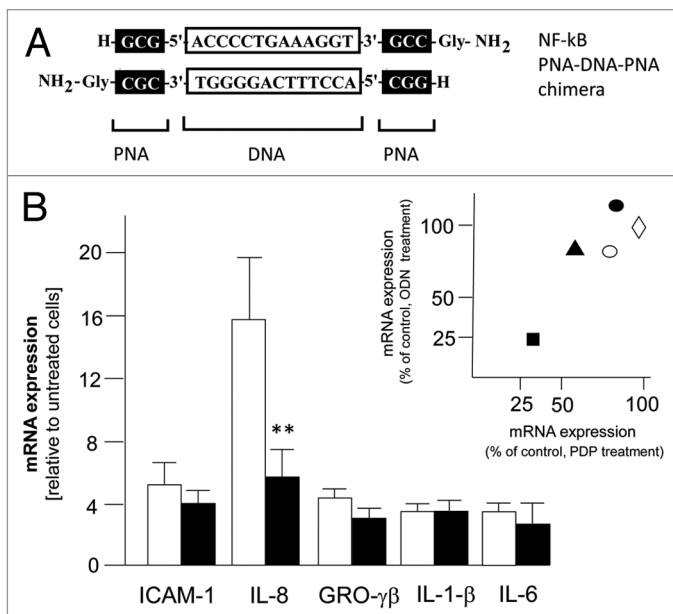 A
H-GCG-5'-ACCCCTGAAAGGT-3'-GCC-Gly-NH2
NH2-Gly-CGC-3'-TGGGGACTTTCCA-5'-CGG-H
NF-kB
PNA-DNA-PNA
chimera
PNA
DNA
PNA
B
mRNA expression
[relative to untreated cells]
20
16
12
8
4
0
**
ICAM-1 IL-8 GRO-γβ IL-1-β IL-6
mRNA expression
(% of control, ODN treatment)
100
50
25
25 50 100
mRNA expression
(% of control, PDP treatment)